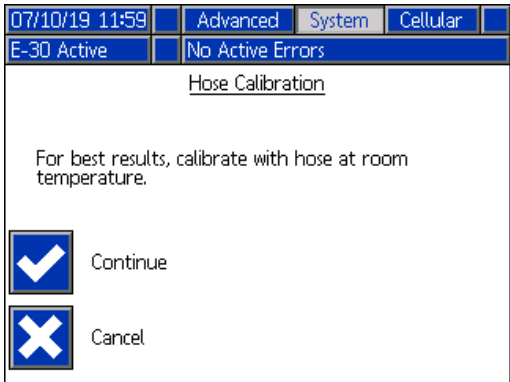 07/10/19 11:59 Advanced System Cellular
E-30 Active No Active Errors
Hose Calibration
For best results, calibrate with hose at room
temperature.
Continue
Cancel